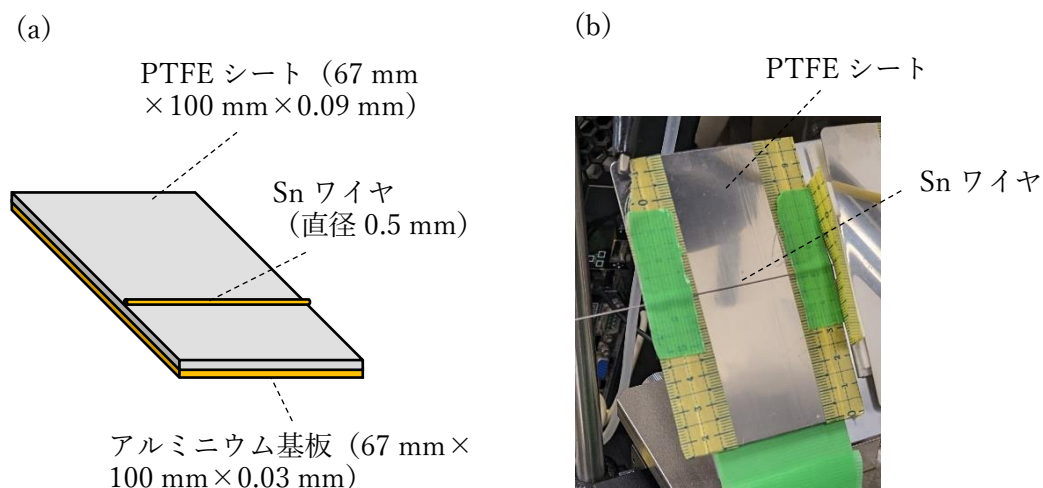 (a)
PTFE シート（67 mm
×100 mm×0.09 mm）
Sn ワイヤ
（直径 0.5 mm）
アルミニウム基板（67 mm×
100 mm×0.03 mm）
(b)
PTFE シート
Sn ワイヤ